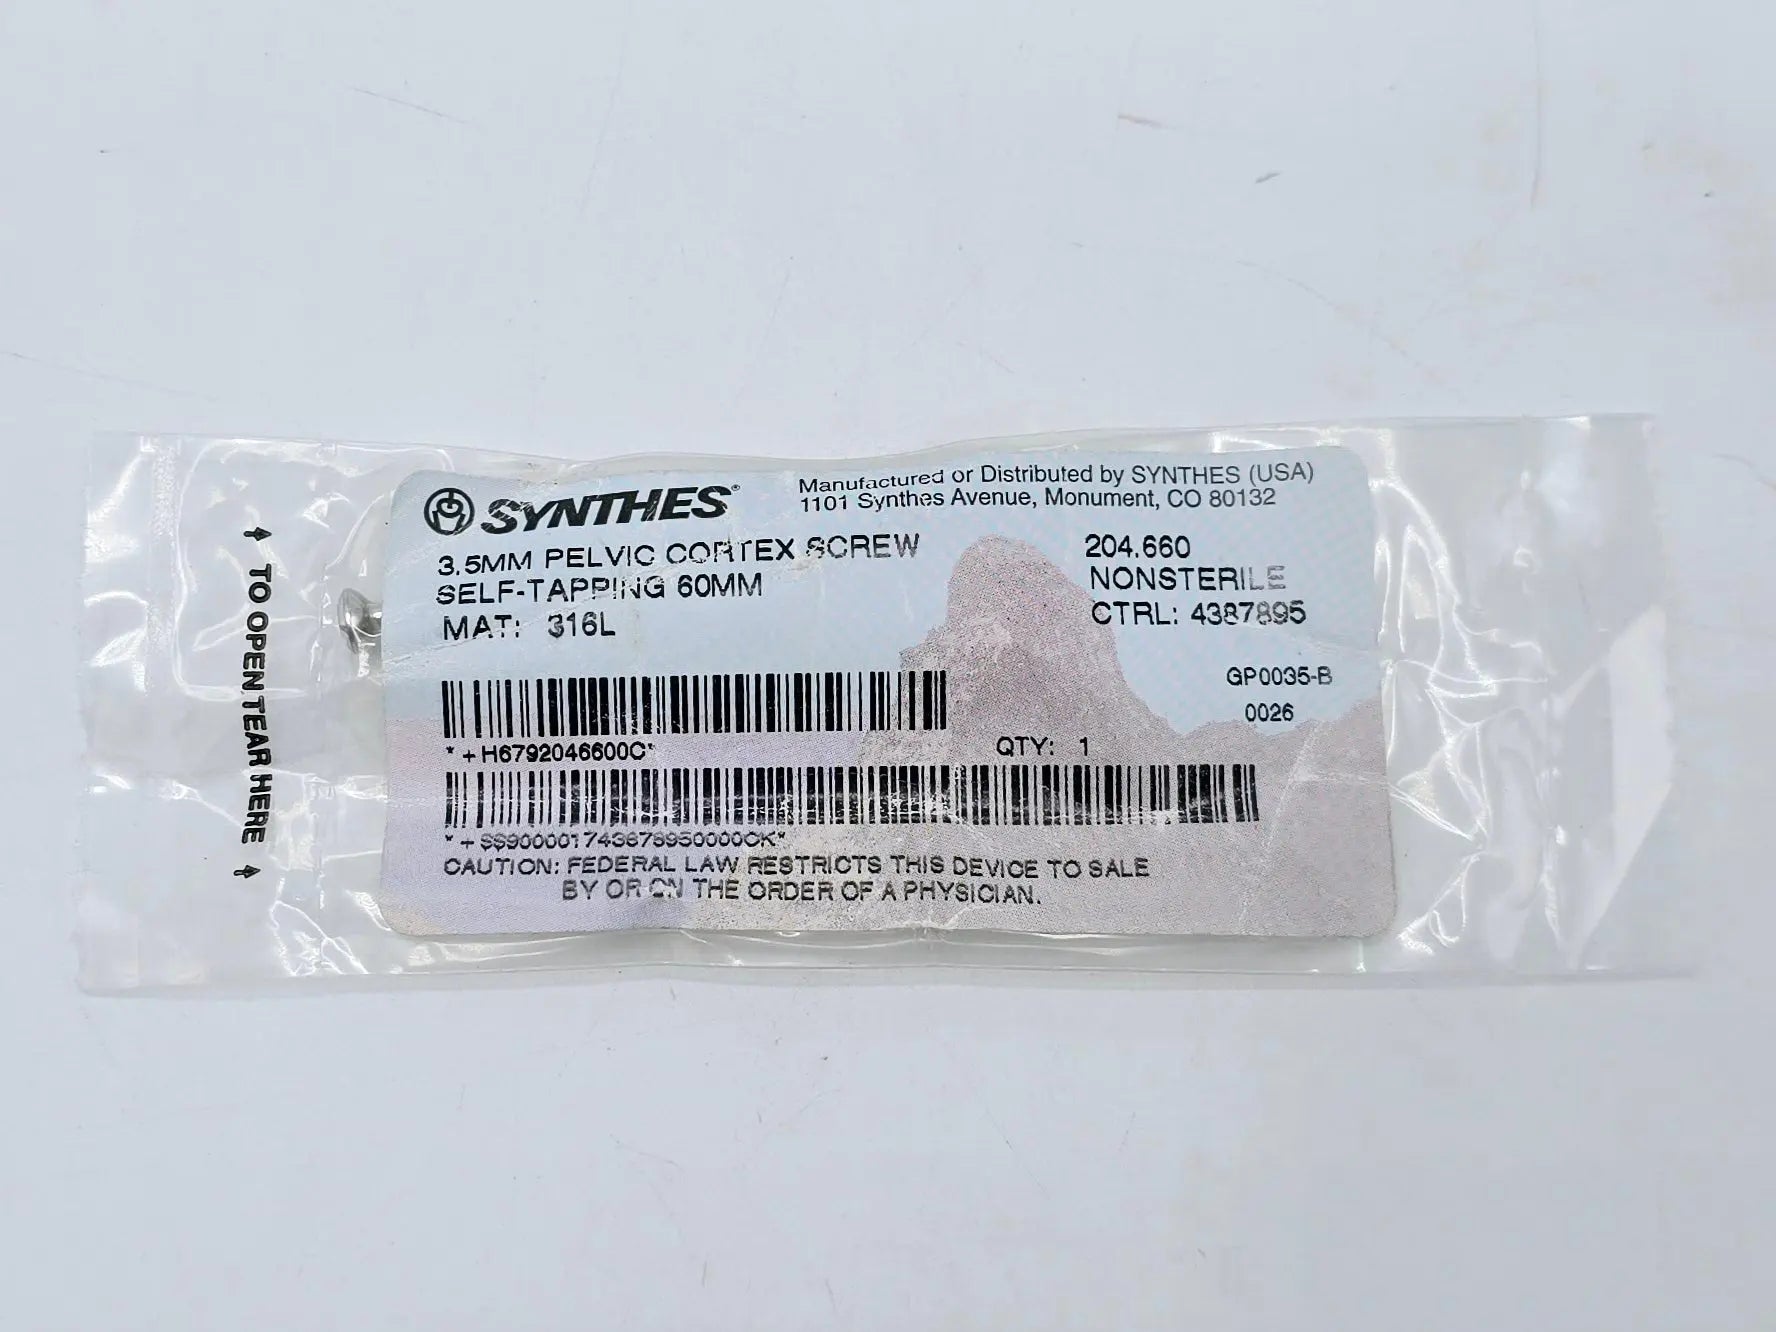 SYNTHES®
Manufactured or Distributed by SYNTHES (USA)
1101 Synthes Avenue, Monument, CO 80132
3.5MM PELVIC CORTEX SCREW
SELF-TAPPING 60MM
MAT: 316L
204.660
NONSTERILE
CTRL: 4387895
GP0035-B
0026
*+H6792046600C*
QTY: 1
CAUTION: FEDERAL LAW RESTRICTS THIS DEVICE TO SALE
BY OR ON THE ORDER OF A PHYSICIAN.
TO OPEN TEAR HERE